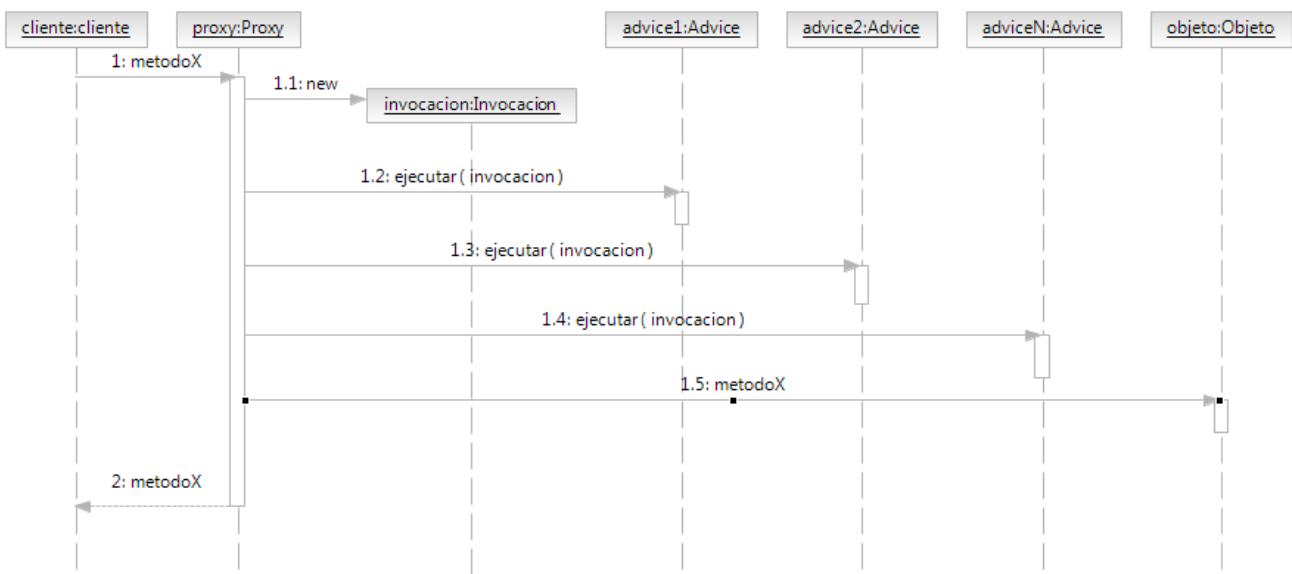 cliente:cliente
proxy:Proxy
advice1:Advice
advice2:Advice
adviceN:Advice
objeto:Objeto
1: metodoX
1.1: new
invocacion:Invocacion
1.2: ejecutar ( invocacion )
1.3: ejecutar ( invocacion )
1.4: ejecutar ( invocacion )
1.5: metodoX
2: metodoX